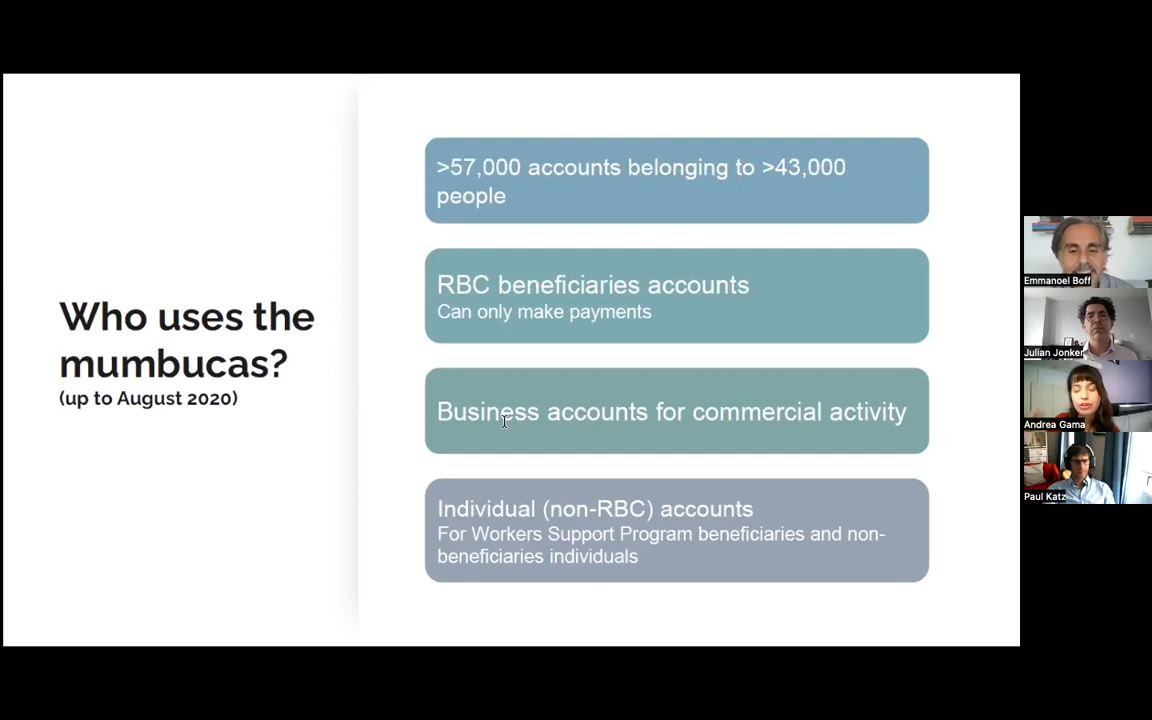 Who uses the
mumbucas?
(up to August 2020)
>57,000 accounts belonging to >43,000
people
RBC beneficiaries accounts
Can only make payments
Business accounts for commercial activity
Individual (non-RBC) accounts
For Workers Support Program beneficiaries and non-
beneficiaries individuals
Emmanoel Boff
Julian Jonker
Andrea Gama
Paul Katz